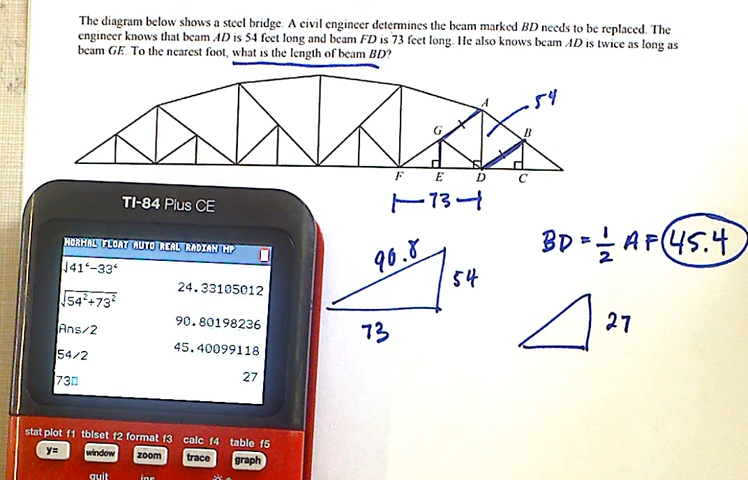 The diagram below shows a steel bridge. A civil engineer determines the beam marked BD needs to be replaced. The
engineer knows that beam AD is 54 feet long and beam FD is 73 feet long. He also knows beam AD is twice as long as
beam GE. To the nearest foot, what is the length of beam BD?
54
A
G
B
F E D C
73
TI-84 Plus CE
NORMAL FLOAT AUTO REAL RADIAN MP
24.33105012
√54²+73²
90.80198236
Ans/2
45.40099118
54/2
27
73
90.8
54
73
BD = 1/2 AF 45.4
27
stat plot f1 tblset f2 format f3 calc f4 table f5
y= window zoom trace graph
quit ins